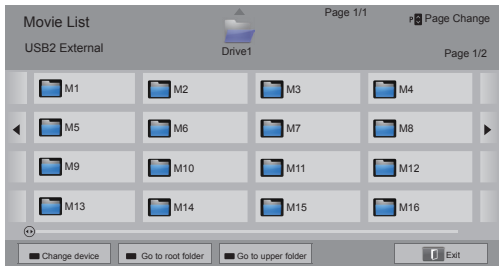 Movie List
Page 1/1
P Page Change
USB2 External
Drive1
Page 1/2
M1
M2
M3
M4
M5
M6
M7
M8
M9
M10
M11
M12
M13
M14
M15
M16
Change device
Go to root folder
Go to upper folder
Exit